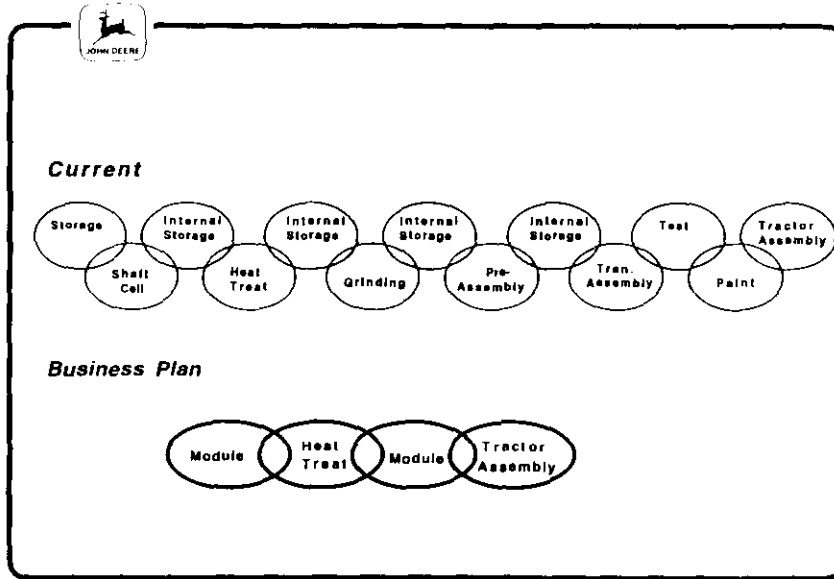 JOHN DEERE
Current
Storage
Shaft
Cell
Internal
Storage
Heat
Treat
Internal
Storage
Grinding
Internal
Storage
Pre-
Assembly
Internal
Storage
Tran.
Assembly
Test
Paint
Tractor
Assembly
Business Plan
Module
Heat
Treat
Module
Tractor
Assembly